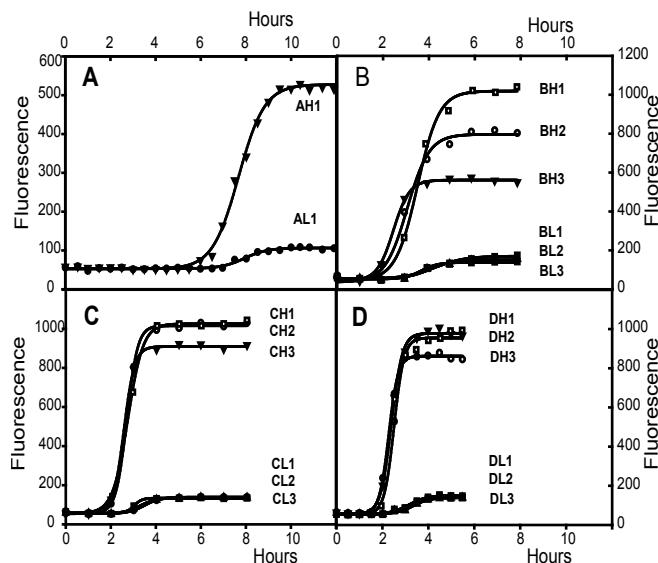 Hours Hours
0 2 4 6 8 10 0 2 4 6 8 10
600
500
400
300
200
100
0
Fluorescence
A
AH1
AL1
B
BH1
BH2
BH3
BL1
BL2
BL3
1200
1000
800
600
400
200
0
Fluorescence
1000
800
600
400
200
0
Fluorescence
C
CH1
CH2
CH3
CL1
CL2
CL3
D
DH1
DH2
DH3
DL1
DL2
DL3
1000
800
600
400
200
0
Fluorescence
0 2 4 6 8 10 0 2 4 6 8 10
Hours Hours